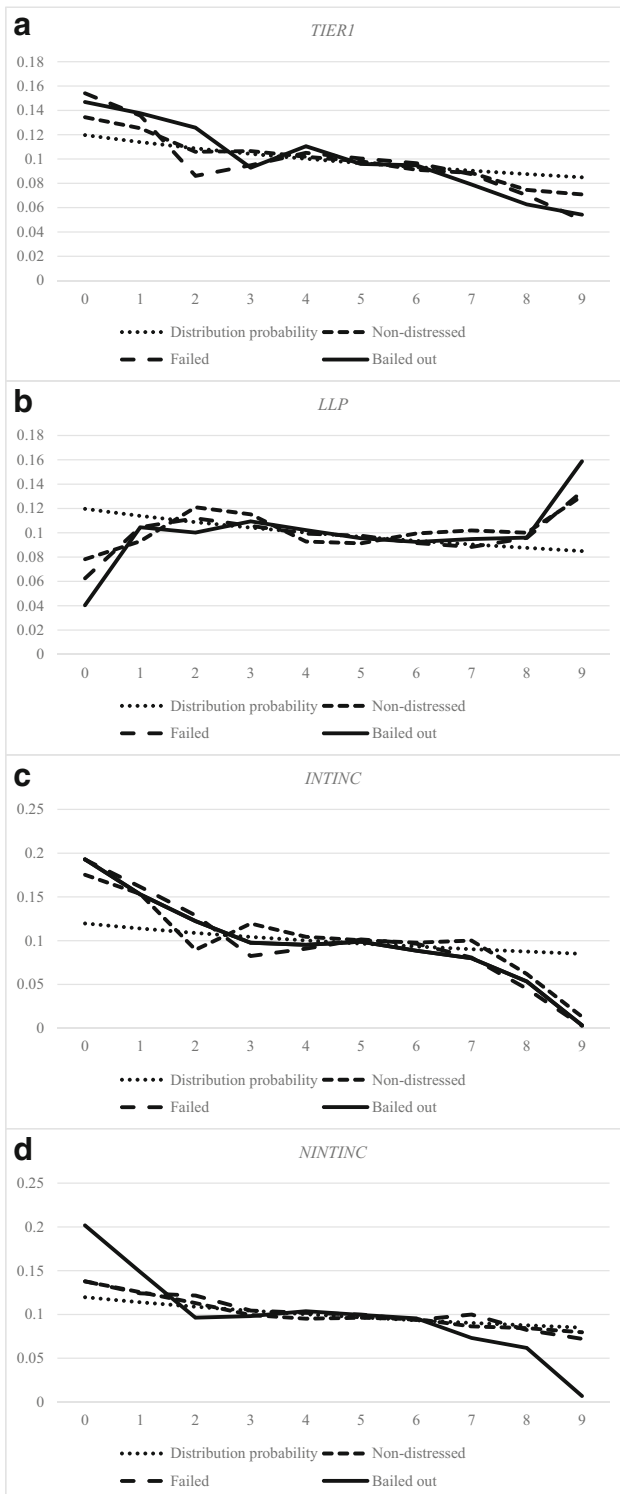 a
TIER1
0.18
0.16
0.14
0.12
0.1
0.08
0.06
0.04
0.02
0
0 1 2 3 4 5 6 7 8 9
Distribution probability Non-distressed
Failed Bailed out
b
LLP
0.18
0.16
0.14
0.12
0.1
0.08
0.06
0.04
0.02
0
0 1 2 3 4 5 6 7 8 9
Distribution probability Non-distressed
Failed Bailed out
c
INTINC
0.25
0.2
0.15
0.1
0.05
0
0 1 2 3 4 5 6 7 8 9
Distribution probability Non-distressed
Failed Bailed out
d
NINTINC
0.25
0.2
0.15
0.1
0.05
0
0 1 2 3 4 5 6 7 8 9
Distribution probability Non-distressed
Failed Bailed out